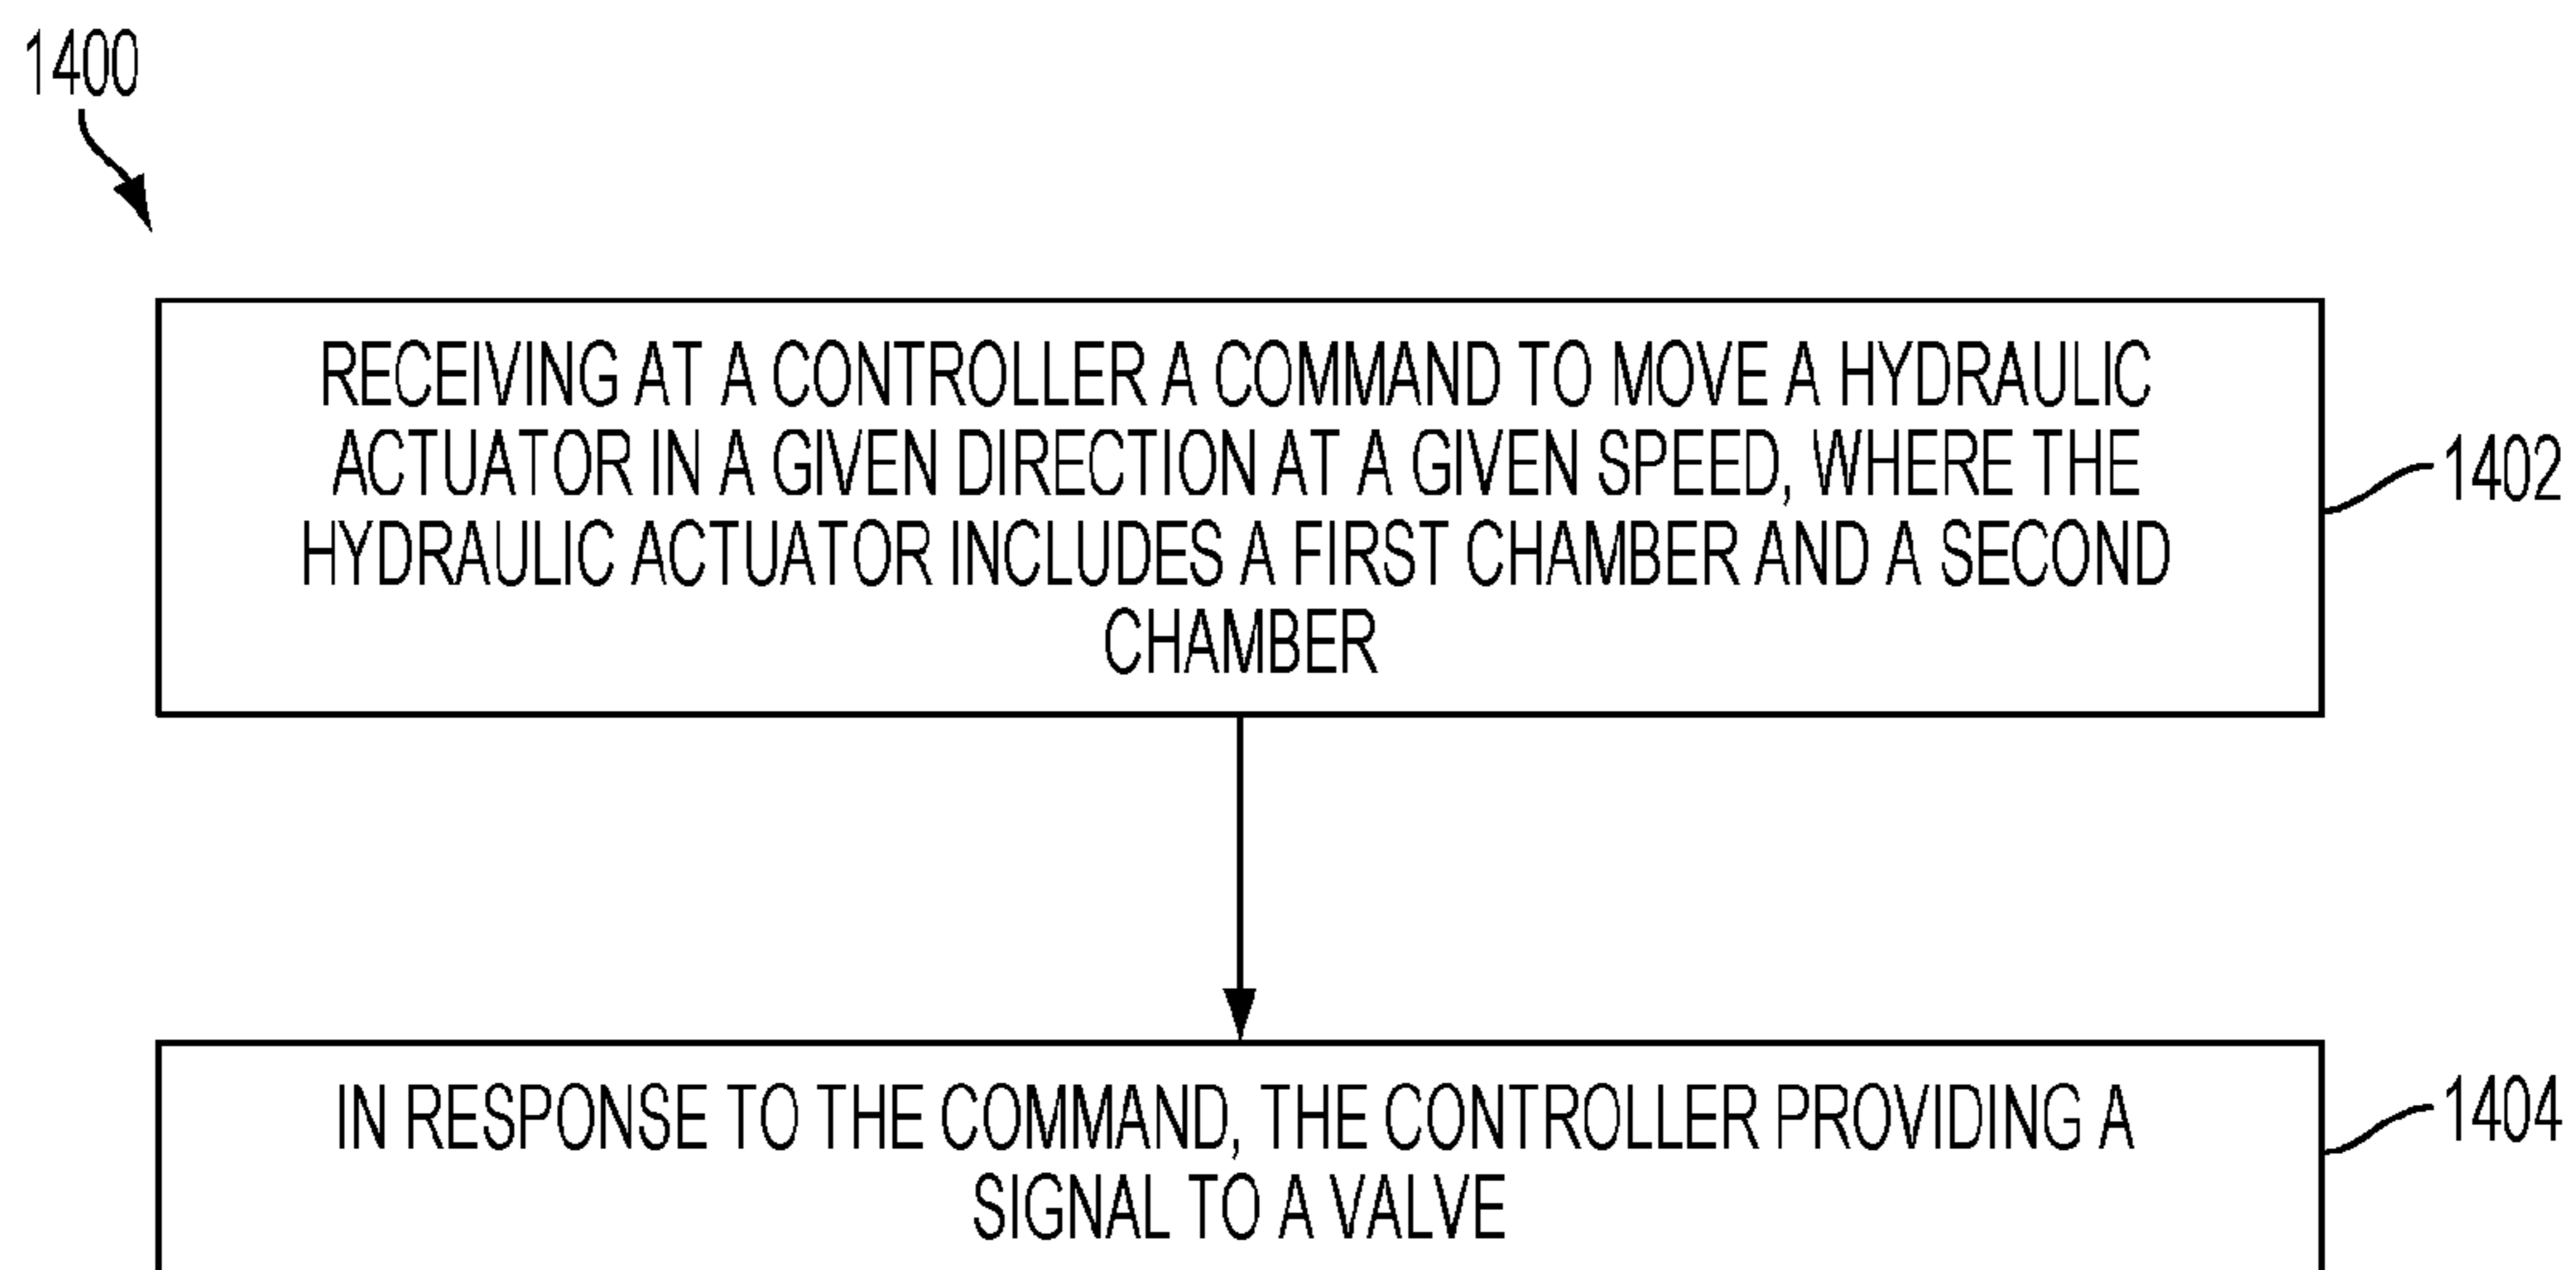 1400
RECEIVING AT A CONTROLLER A COMMAND TO MOVE A HYDRAULIC
ACTUATOR IN A GIVEN DIRECTION AT A GIVEN SPEED, WHERE THE
HYDRAULIC ACTUATOR INCLUDES A FIRST CHAMBER AND A SECOND
CHAMBER
1402
IN RESPONSE TO THE COMMAND, THE CONTROLLER PROVIDING A
SIGNAL TO A VALVE
1404